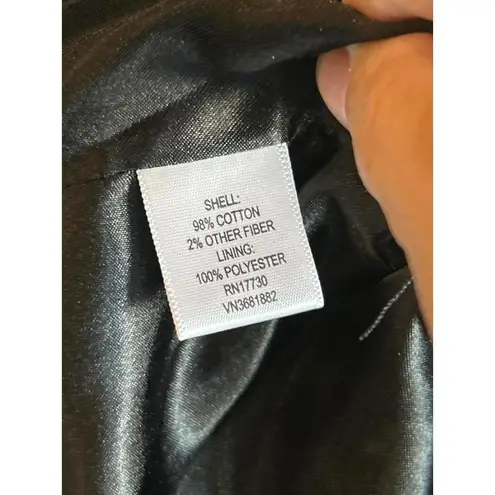 SHELL:
98% COTTON
2% OTHER FIBER
LINING:
100% POLYESTER
RN17730
VN3681882